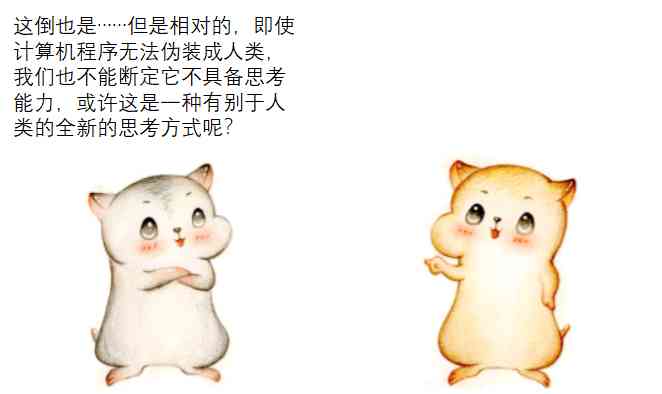 这倒也是……但是相对的，即使
计算机程序无法伪装成人类，
我们也不能断定它不具备思考
能力，或许这是一种有别于人
类的全新的思考方式呢？